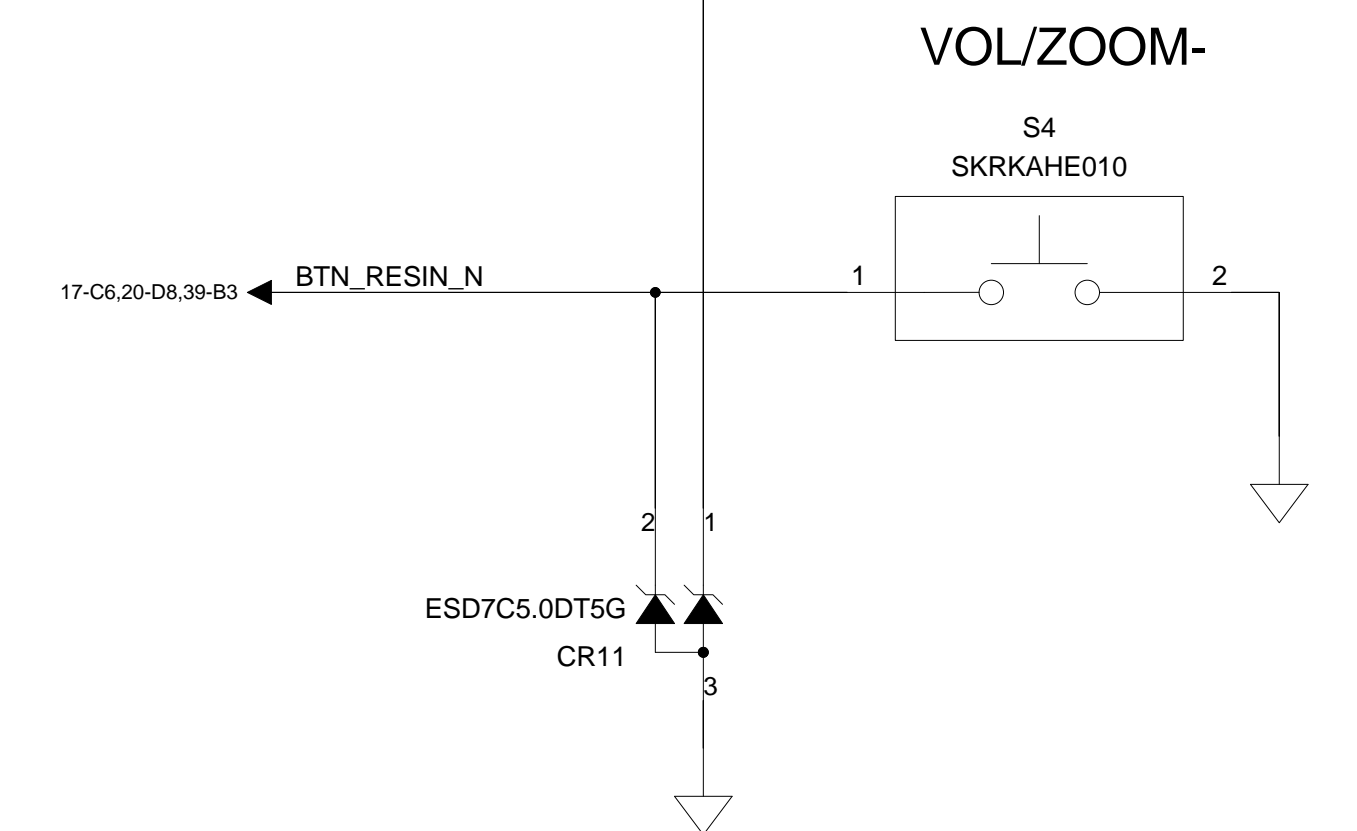 VOL/ZOOM-
S4
SKRKAHE010
17-C6,20-D8,39-B3
BTN_RESIN_N
1
2
2
1
ESD7C5.0DT5G
CR11
3